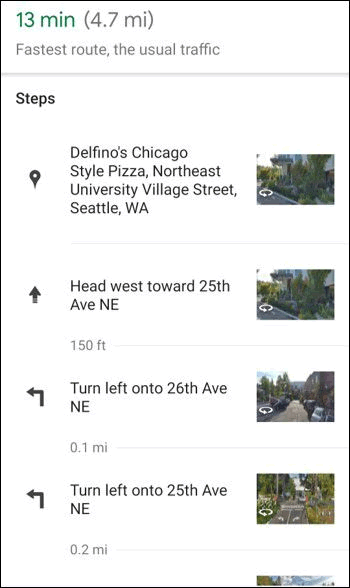 13 min (4.7 mi)
Fastest route, the usual traffic
Steps
Delfino's Chicago
Style Pizza, Northeast
University Village Street,
Seattle, WA
Head west toward 25th
Ave NE
150 ft
Turn left onto 26th Ave
NE
0.1 mi
Turn left onto 25th Ave
NE
0.2 mi